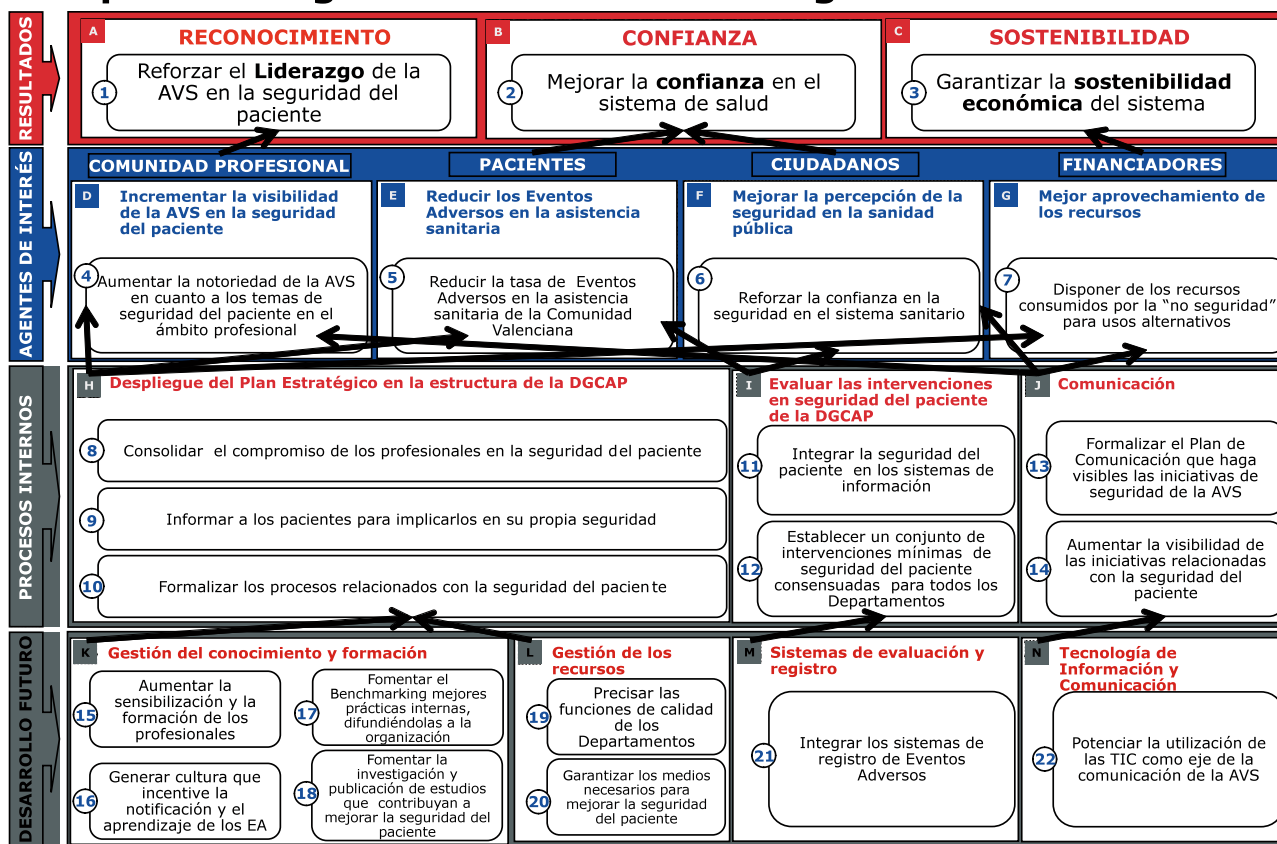 RESULTADOS
A
RECONOCIMIENTO
1
Reforzar el Liderazgo de la
AVS en la seguridad del
paciente
B
CONFIANZA
2
Mejorar la confianza en el
sistema de salud
C
SOSTENIBILIDAD
3
Garantizar la sostenibilidad
económica del sistema
AGENTES DE INTERÉS
COMUNIDAD PROFESIONAL
D
Incrementar la visibilidad
de la AVS en la seguridad
del paciente
4
Aumentar la notoriedad de la AVS
en cuanto a los temas de
seguridad del paciente en el
ámbito profesional
PACIENTES
E
Reducir los Eventos
Adversos en la asistencia
sanitaria
5
Reducir la tasa de Eventos
Adversos en la asistencia
sanitaria de la Comunidad
Valenciana
CIUDADANOS
F
Mejorar la percepción de la
seguridad en la sanidad
pública
6
Reforzar la confianza en la
seguridad en el sistema sanitario
FINANCIADORES
G
Mejor aprovechamiento de
los recursos
7
Disponer de los recursos
consumidos por la “no seguridad”
para usos alternativos
PROCESOS INTERNOS
H
Despliegue del Plan Estratégico en la estructura de la DGCAP
8
Consolidar el compromiso de los profesionales en la seguridad del paciente
9
Informar a los pacientes para implicarlos en su propia seguridad
10
Formalizar los procesos relacionados con la seguridad del paciente
I
Evaluar las intervenciones
en seguridad del paciente
de la DGCAP
11
Integrar la seguridad del
paciente en los sistemas de
información
12
Establecer un conjunto de
intervenciones mínimas de
seguridad del paciente
consensuadas para todos los
Departamentos
J
Comunicación
13
Formalizar el Plan de
Comunicación que haga
visibles las iniciativas de
seguridad de la AVS
14
Aumentar la visibilidad de
las iniciativas relacionadas
con la seguridad del
paciente
DESARROLLO FUTURO
K
Gestión del conocimiento y formación
15
Aumentar la
sensibilización y la
formación de los
profesionales
16
Generar cultura que
incentive la
notificación y el
aprendizaje de los EA
17
Fomentar el
Benchmarking mejores
prácticas internas,
difundiéndolas a la
organización
18
Fomentar la
investigación y
publicación de estudios
que contribuyan a
mejorar la seguridad del
paciente
L
Gestión de los
recursos
19
Precisar las
funciones de calidad
de los
Departamentos
20
Garantizar los medios
necesarios para
mejorar la seguridad
del paciente
M
Sistemas de evaluación y
registro
21
Integrar los sistemas de
registro de Eventos
Adversos
N
Tecnología de
Información y
Comunicación
22
Potenciar la utilización de
las TIC como eje de la
comunicación de la AVS